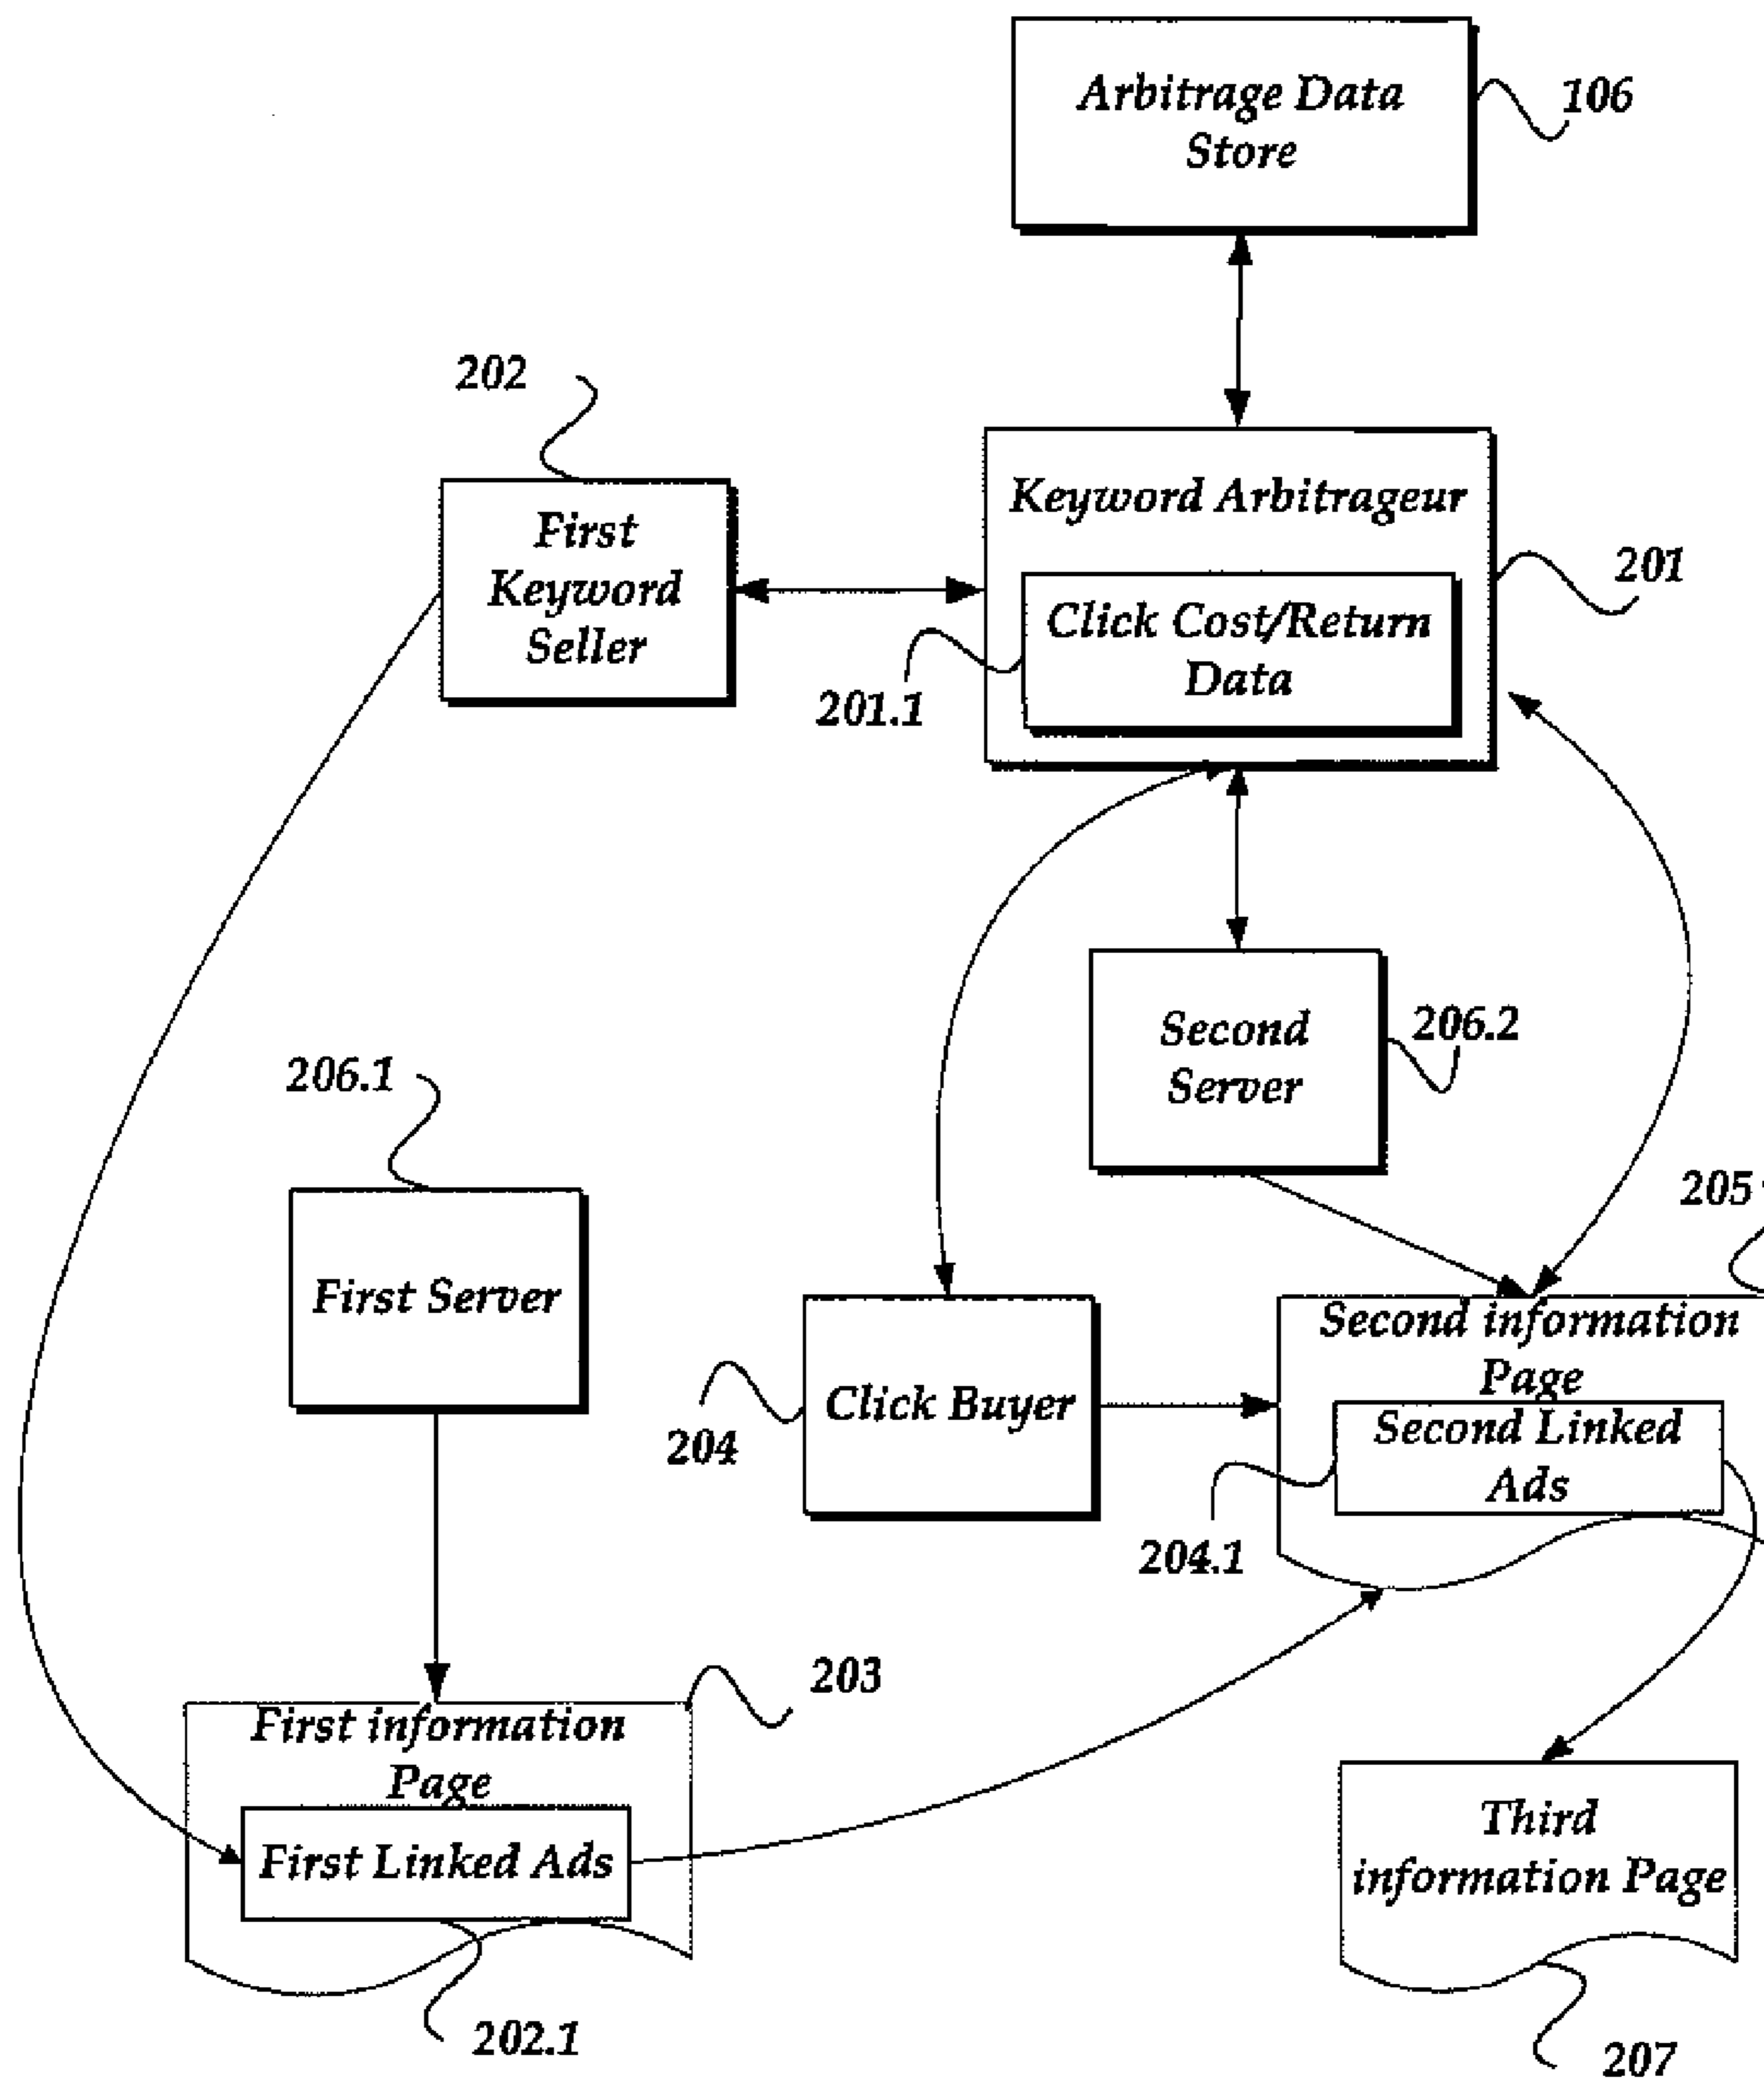 Arbitrage Data
Store
106
202
First
Keyword
Seller
Keyword Arbitrageur
201
Click Cost/Return
Data
201.1
Second
Server
206.2
206.1
First Server
205
Click Buyer
204
Second information
Page
Second Linked
Ads
204.1
203
First information
Page
First Linked Ads
202.1
Third
information Page
207